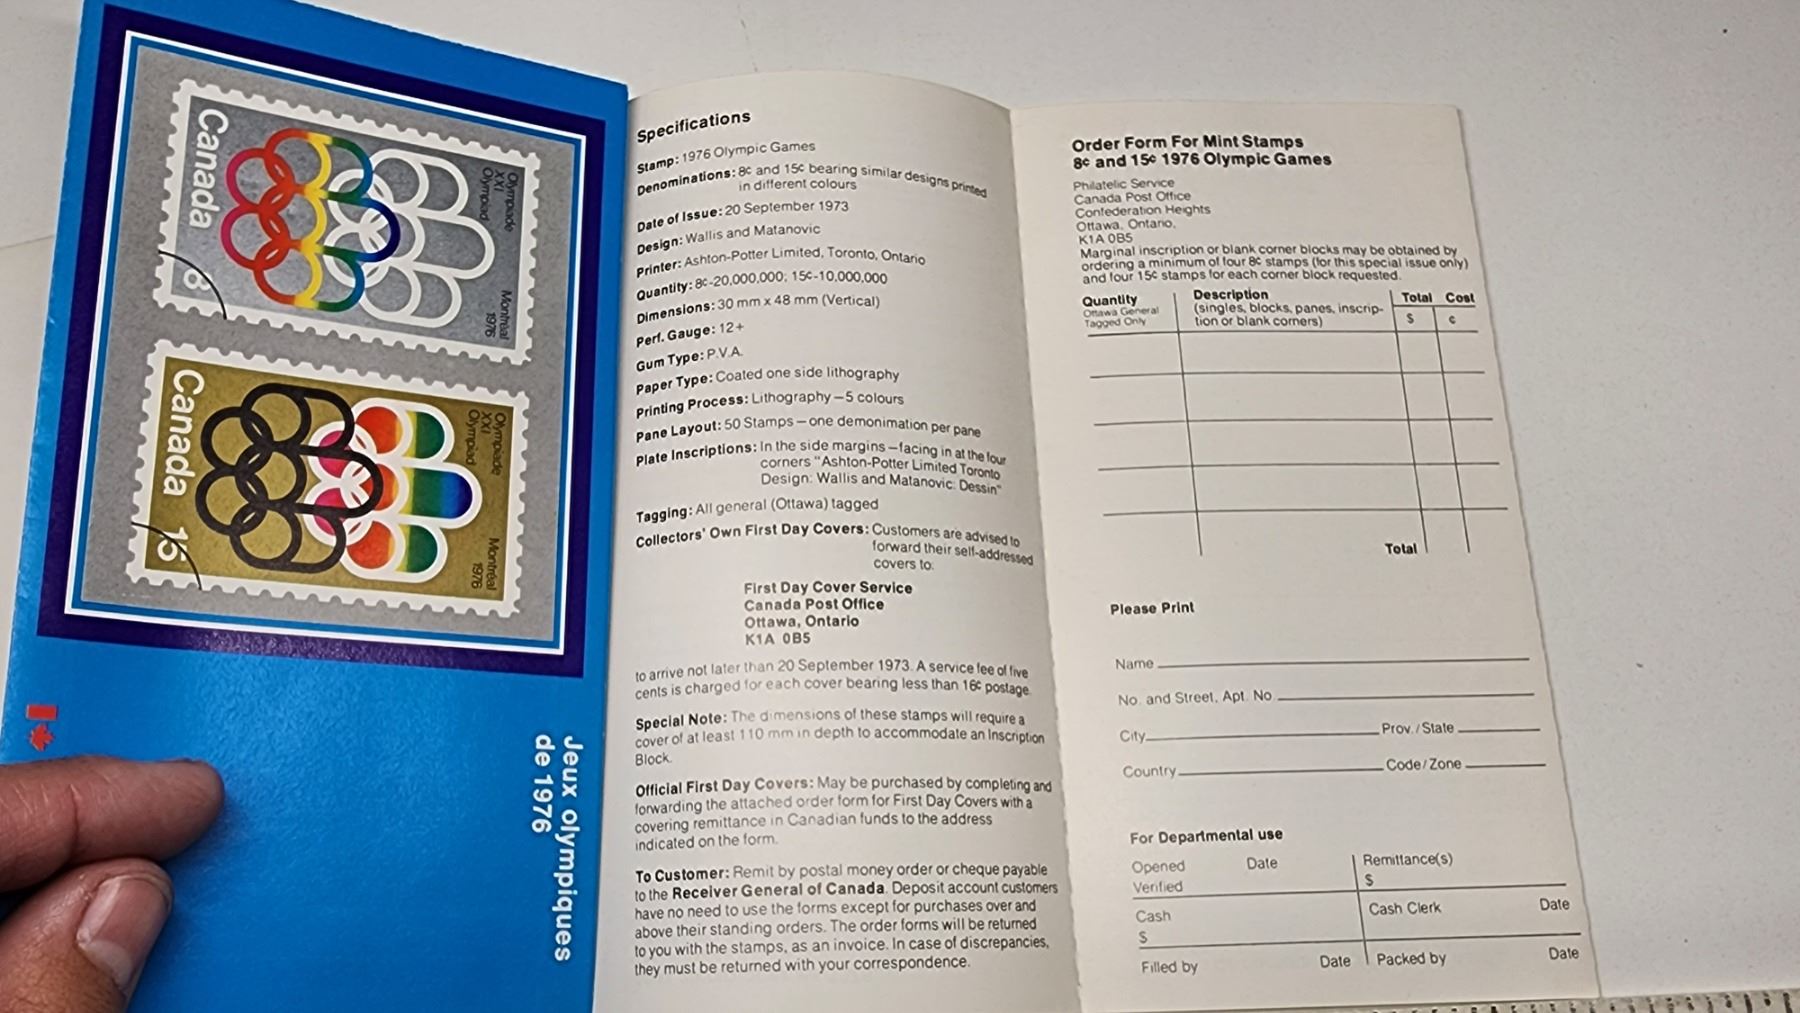 Canada
8
Olympiade
XXI
Olympiad
Montréal
1976
Canada
15
Olympiade
XXI
Olympiad
Montréal
1976
Jeux olympiques
de 1976
Specifications
Stamp: 1976 Olympic Games
Denominations: 8¢ and 15¢ bearing similar designs printed
in different colours
Date of Issue: 20 September 1973
Design: Wallis and Matanovic
Printer: Ashton-Potter Limited, Toronto, Ontario
Quantity: 8¢-20,000,000; 15¢-10,000,000
Dimensions: 30 mm x 48 mm (Vertical)
Perf. Gauge: 12+
Gum Type: P.V.A.
Paper Type: Coated one side lithography
Printing Process: Lithography – 5 colours
Pane Layout: 50 Stamps – one demonimation per pane
Plate Inscriptions: In the side margins – facing in at the four
corners "Ashton-Potter Limited Toronto
Design: Wallis and Matanovic: Dessin"
Tagging: All general (Ottawa) tagged
Collectors' Own First Day Covers: Customers are advised to
forward their self-addressed
covers to:
First Day Cover Service
Canada Post Office
Ottawa, Ontario
K1A 0B5
to arrive not later than 20 September 1973. A service fee of five
cents is charged for each cover bearing less than 16¢ postage.
Special Note: The dimensions of these stamps will require a
cover of at least 110 mm in depth to accommodate an Inscription
Block.
Official First Day Covers: May be purchased by completing and
forwarding the attached order form for First Day Covers with a
covering remittance in Canadian funds to the address
indicated on the form.
To Customer: Remit by postal money order or cheque payable
to the Receiver General of Canada. Deposit account customers
have no need to use the forms except for purchases over and
above their standing orders. The order forms will be returned
to you with the stamps, as an invoice. In case of discrepancies,
they must be returned with your correspondence.
Order Form For Mint Stamps
8¢ and 15¢ 1976 Olympic Games
Philatelic Service
Canada Post Office
Confederation Heights
Ottawa, Ontario,
K1A 0B5
Marginal inscription or blank corner blocks may be obtained by
ordering a minimum of four 8¢ stamps (for this special issue only)
and four 15¢ stamps for each corner block requested.
Quantity
Ottawa General
Tagged Only
Description
(singles, blocks, panes, inscrip-
tion or blank corners)
Total Cost
$ ¢
Total
Please Print
Name
No. and Street, Apt. No.
City Prov./State
Country Code/Zone
For Departmental use
Opened Date Remittance(s)
Verified $
Cash Cash Clerk Date
$
Filled by Date Packed by Date